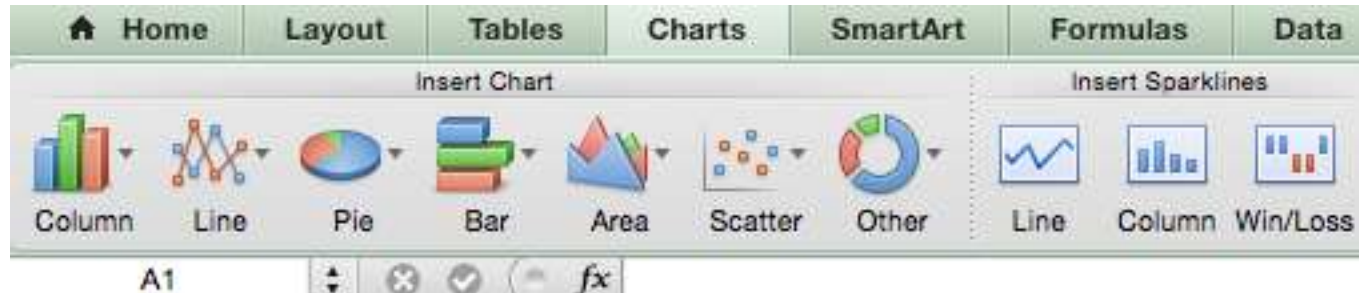 Home Layout Tables Charts SmartArt Formulas Data
Insert Chart Insert Sparklines
Column Line Pie Bar Area Scatter Other Line Column Win/Loss
A1 fx